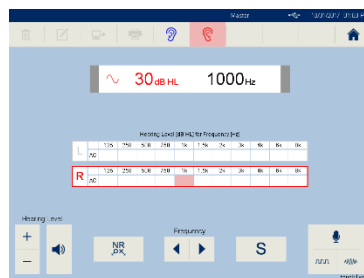 Master
30 dB HL 1000 Hz
Hearing Level [dB HL] for Frequency [Hz]
125 250 500 750 1k 1.5k 2k 3k 4k 6k 8k
L AC
125 250 500 750 1k 1.5k 2k 3k 4k 6k 8k
R AC
Hearing Level Frequency
+
NR
S
−